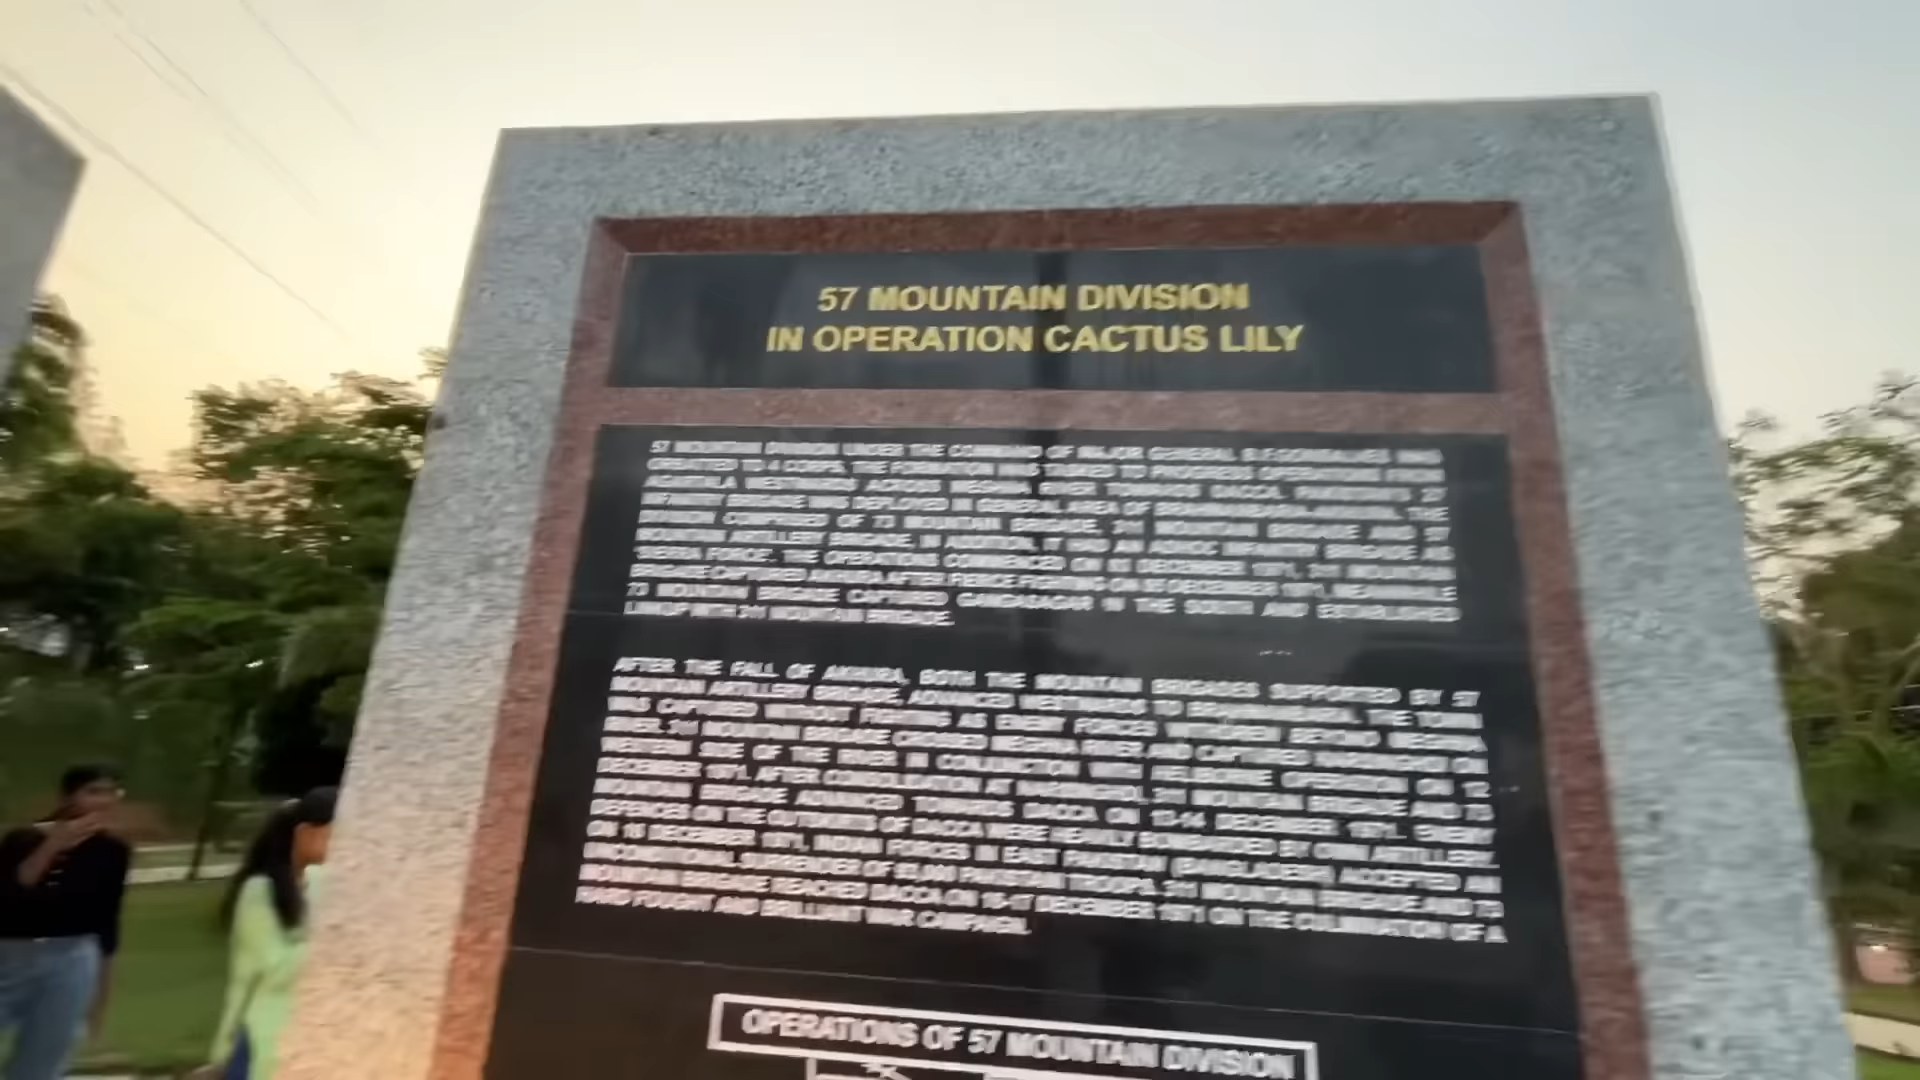 57 MOUNTAIN DIVISION
IN OPERATION CACTUS LILY
57 MOUNTAIN DIVISION UNDER THE COMMAND OF MAJOR GENERAL B F GONSALVES WAS
TO 4 CORPS. THE FORMATION WAS TASKED TO PROGRESS OPERATIONS FROM
AGARTALA WESTWARDS ACROSS MEGHNA RIVER TOWARDS DACCA. PAKISTAN'S 27
INFANTRY BRIGADE WAS DEPLOYED IN GENERAL AREA OF BRAHMANBARIA-AKHAURA. THE
DIVISION COMPRISED OF 73 MOUNTAIN BRIGADE, 311 MOUNTAIN BRIGADE AND 57
MOUNTAIN ARTILLERY BRIGADE. IN ADDITION, IT HAD AN ADHOC INFANTRY BRIGADE AS
'SIERRA FORCE'. THE OPERATIONS COMMENCED ON DECEMBER 1971. 311 MOUNTAIN
BRIGADE CAPTURED AKHAURA AFTER FIERCE FIGHTING ON 05 DECEMBER 1971. MEANWHILE
73 MOUNTAIN BRIGADE CAPTURED GANGASAGAR IN THE SOUTH AND ESTABLISHED
LINKUP WITH 311 MOUNTAIN BRIGADE.
AFTER THE FALL OF AKHAURA, BOTH THE MOUNTAIN BRIGADES SUPPORTED BY 57
MOUNTAIN ARTILLERY BRIGADE, ADVANCED WESTWARDS TO BRAHMANBARIA. THE TOWN
WAS CAPTURED WITHOUT FIGHTING AS ENEMY FORCES WITHDREW BEYOND MEGHNA
RIVER. 311 MOUNTAIN BRIGADE CROSSED MEGHNA RIVER AND CAPTURED NARSINGHDI ON
WESTERN SIDE OF THE RIVER IN CONJUNCTION WITH HELIBORNE OPERATION ON 12
DECEMBER 1971. AFTER CONSOLIDATION AT NARSINGHDI, 311 MOUNTAIN BRIGADE AND 73
MOUNTAIN BRIGADE ADVANCED TOWARDS DACCA ON 13-14 DECEMBER 1971. ENEMY
DEFENCES ON THE OUTSKIRTS OF DACCA WERE HEAVILY BOMBARDED BY OWN ARTILLERY.
ON 16 DECEMBER 1971, INDIAN FORCES IN EAST PAKISTAN (BANGLADESH) ACCEPTED AN
UNCONDITIONAL SURRENDER OF 93,000 PAKISTANI TROOPS. 311 MOUNTAIN BRIGADE AND 73
MOUNTAIN BRIGADE REACHED DACCA ON 16-17 DECEMBER 1971 ON THE CULMINATION OF A
HARD FOUGHT AND BRILLIANT WAR CAMPAIGN.
OPERATIONS OF 57 MOUNTAIN DIVISION